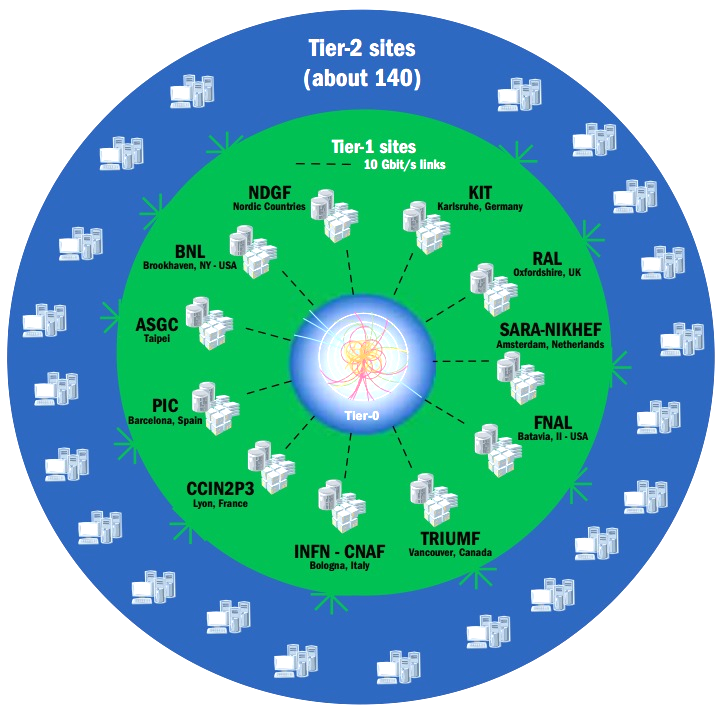 Tier-2 sites
(about 140)
Tier-1 sites
10 Gbit/s links
NDGF
Nordic Countries
KIT
Karlsruhe, Germany
BNL
Brookhaven, NY - USA
RAL
Oxfordshire, UK
ASGC
Taipei
SARA-NIKHEF
Amsterdam, Netherlands
Tier-0
PIC
Barcelona, Spain
FNAL
Batavia, Il - USA
CCIN2P3
Lyon, France
TRIUMF
Vancouver, Canada
INFN - CNAF
Bologna, Italy